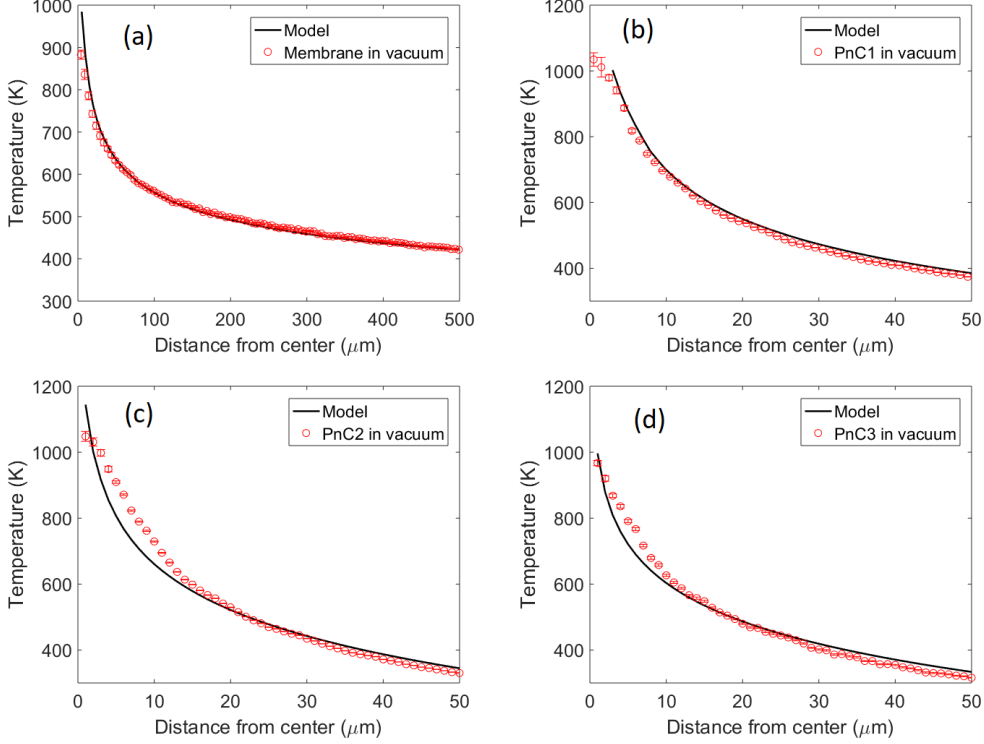 (a)
Model
Membrane in vacuum
1000
900
800
700
600
500
400
300
Temperature (K)
0 100 200 300 400 500
Distance from center (μm)
(b)
Model
PnC1 in vacuum
1200
1000
800
600
400
Temperature (K)
0 10 20 30 40 50
Distance from center (μm)
(c)
Model
PnC2 in vacuum
1200
1000
800
600
400
Temperature (K)
0 10 20 30 40 50
Distance from center (μm)
(d)
Model
PnC3 in vacuum
1200
1000
800
600
400
Temperature (K)
0 10 20 30 40 50
Distance from center (μm)